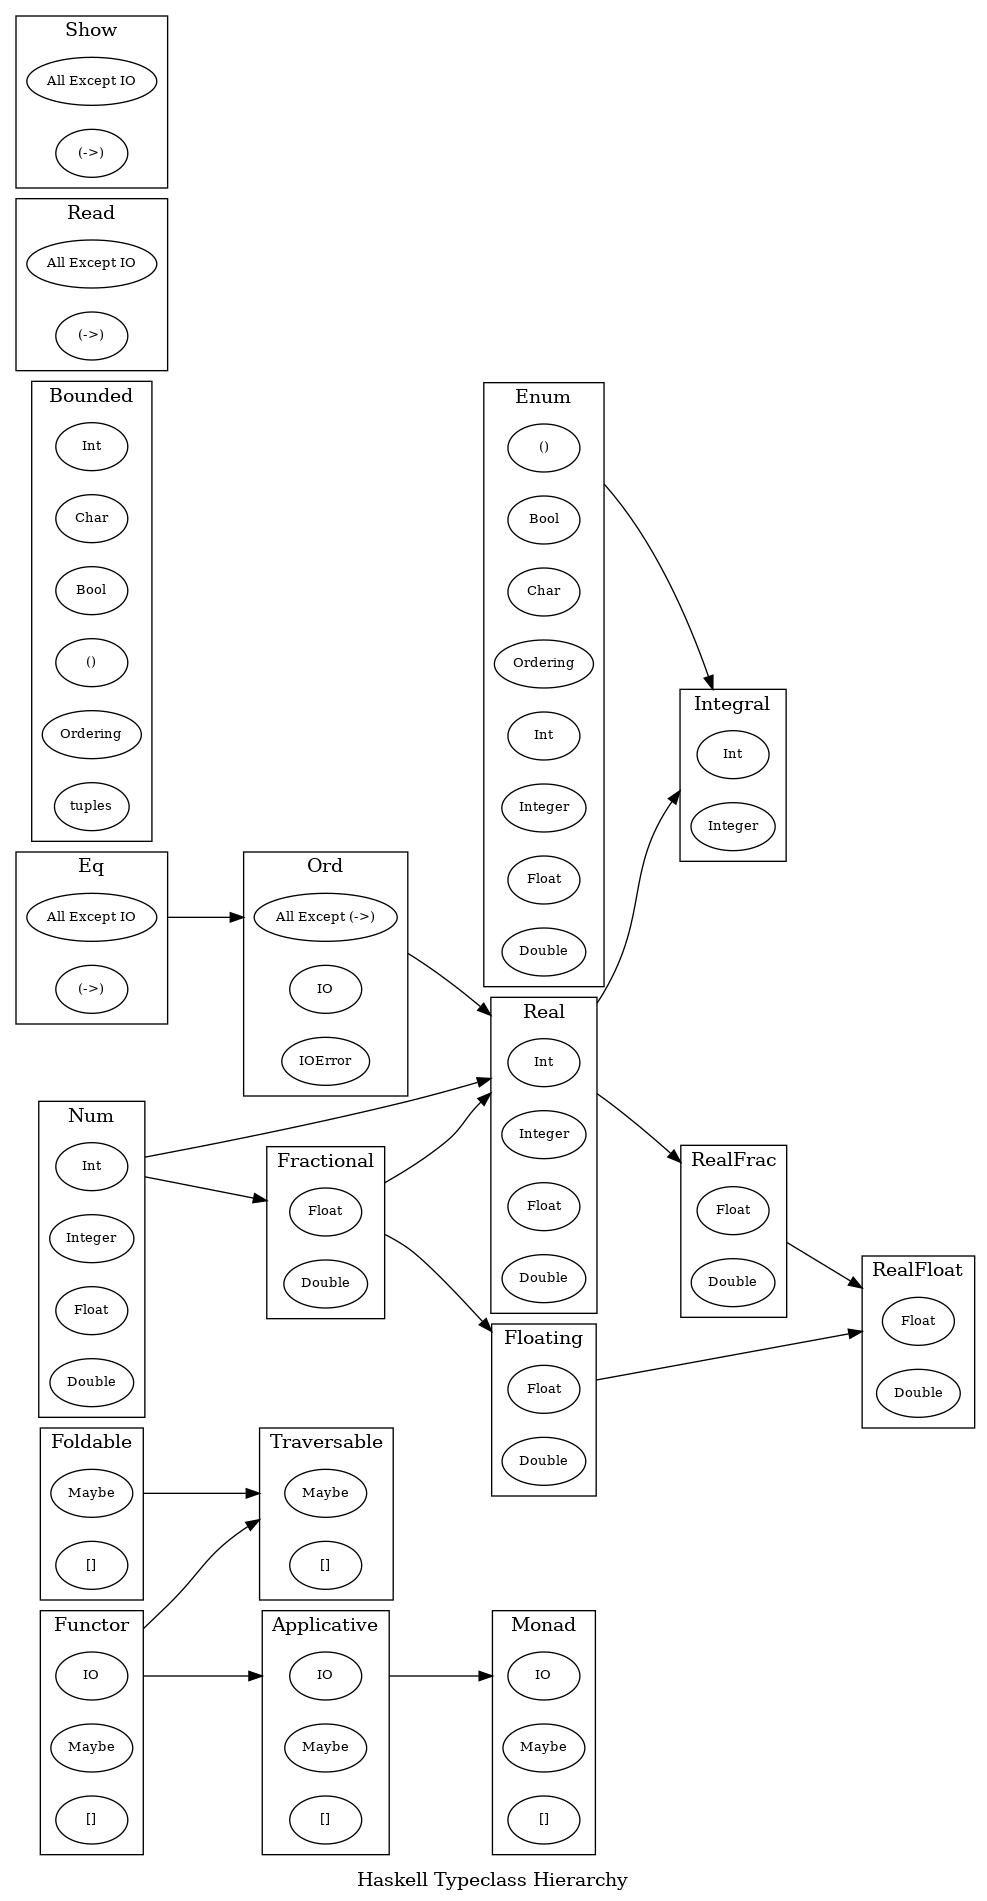 Show
All Except IO
(->)
Read
All Except IO
(->)
Bounded
Int
Char
Bool
()
Ordering
tuples
Enum
()
Bool
Char
Ordering
Int
Integer
Float
Double
Integral
Int
Integer
Eq
All Except IO
(->)
Ord
All Except (->)
IO
IOError
Real
Int
Integer
Float
Double
Num
Int
Integer
Float
Double
Fractional
Float
Double
RealFrac
Float
Double
RealFloat
Float
Double
Floating
Float
Double
Foldable
Maybe
[]
Traversable
Maybe
[]
Functor
IO
Maybe
[]
Applicative
IO
Maybe
[]
Monad
IO
Maybe
[]
Haskell Typeclass Hierarchy